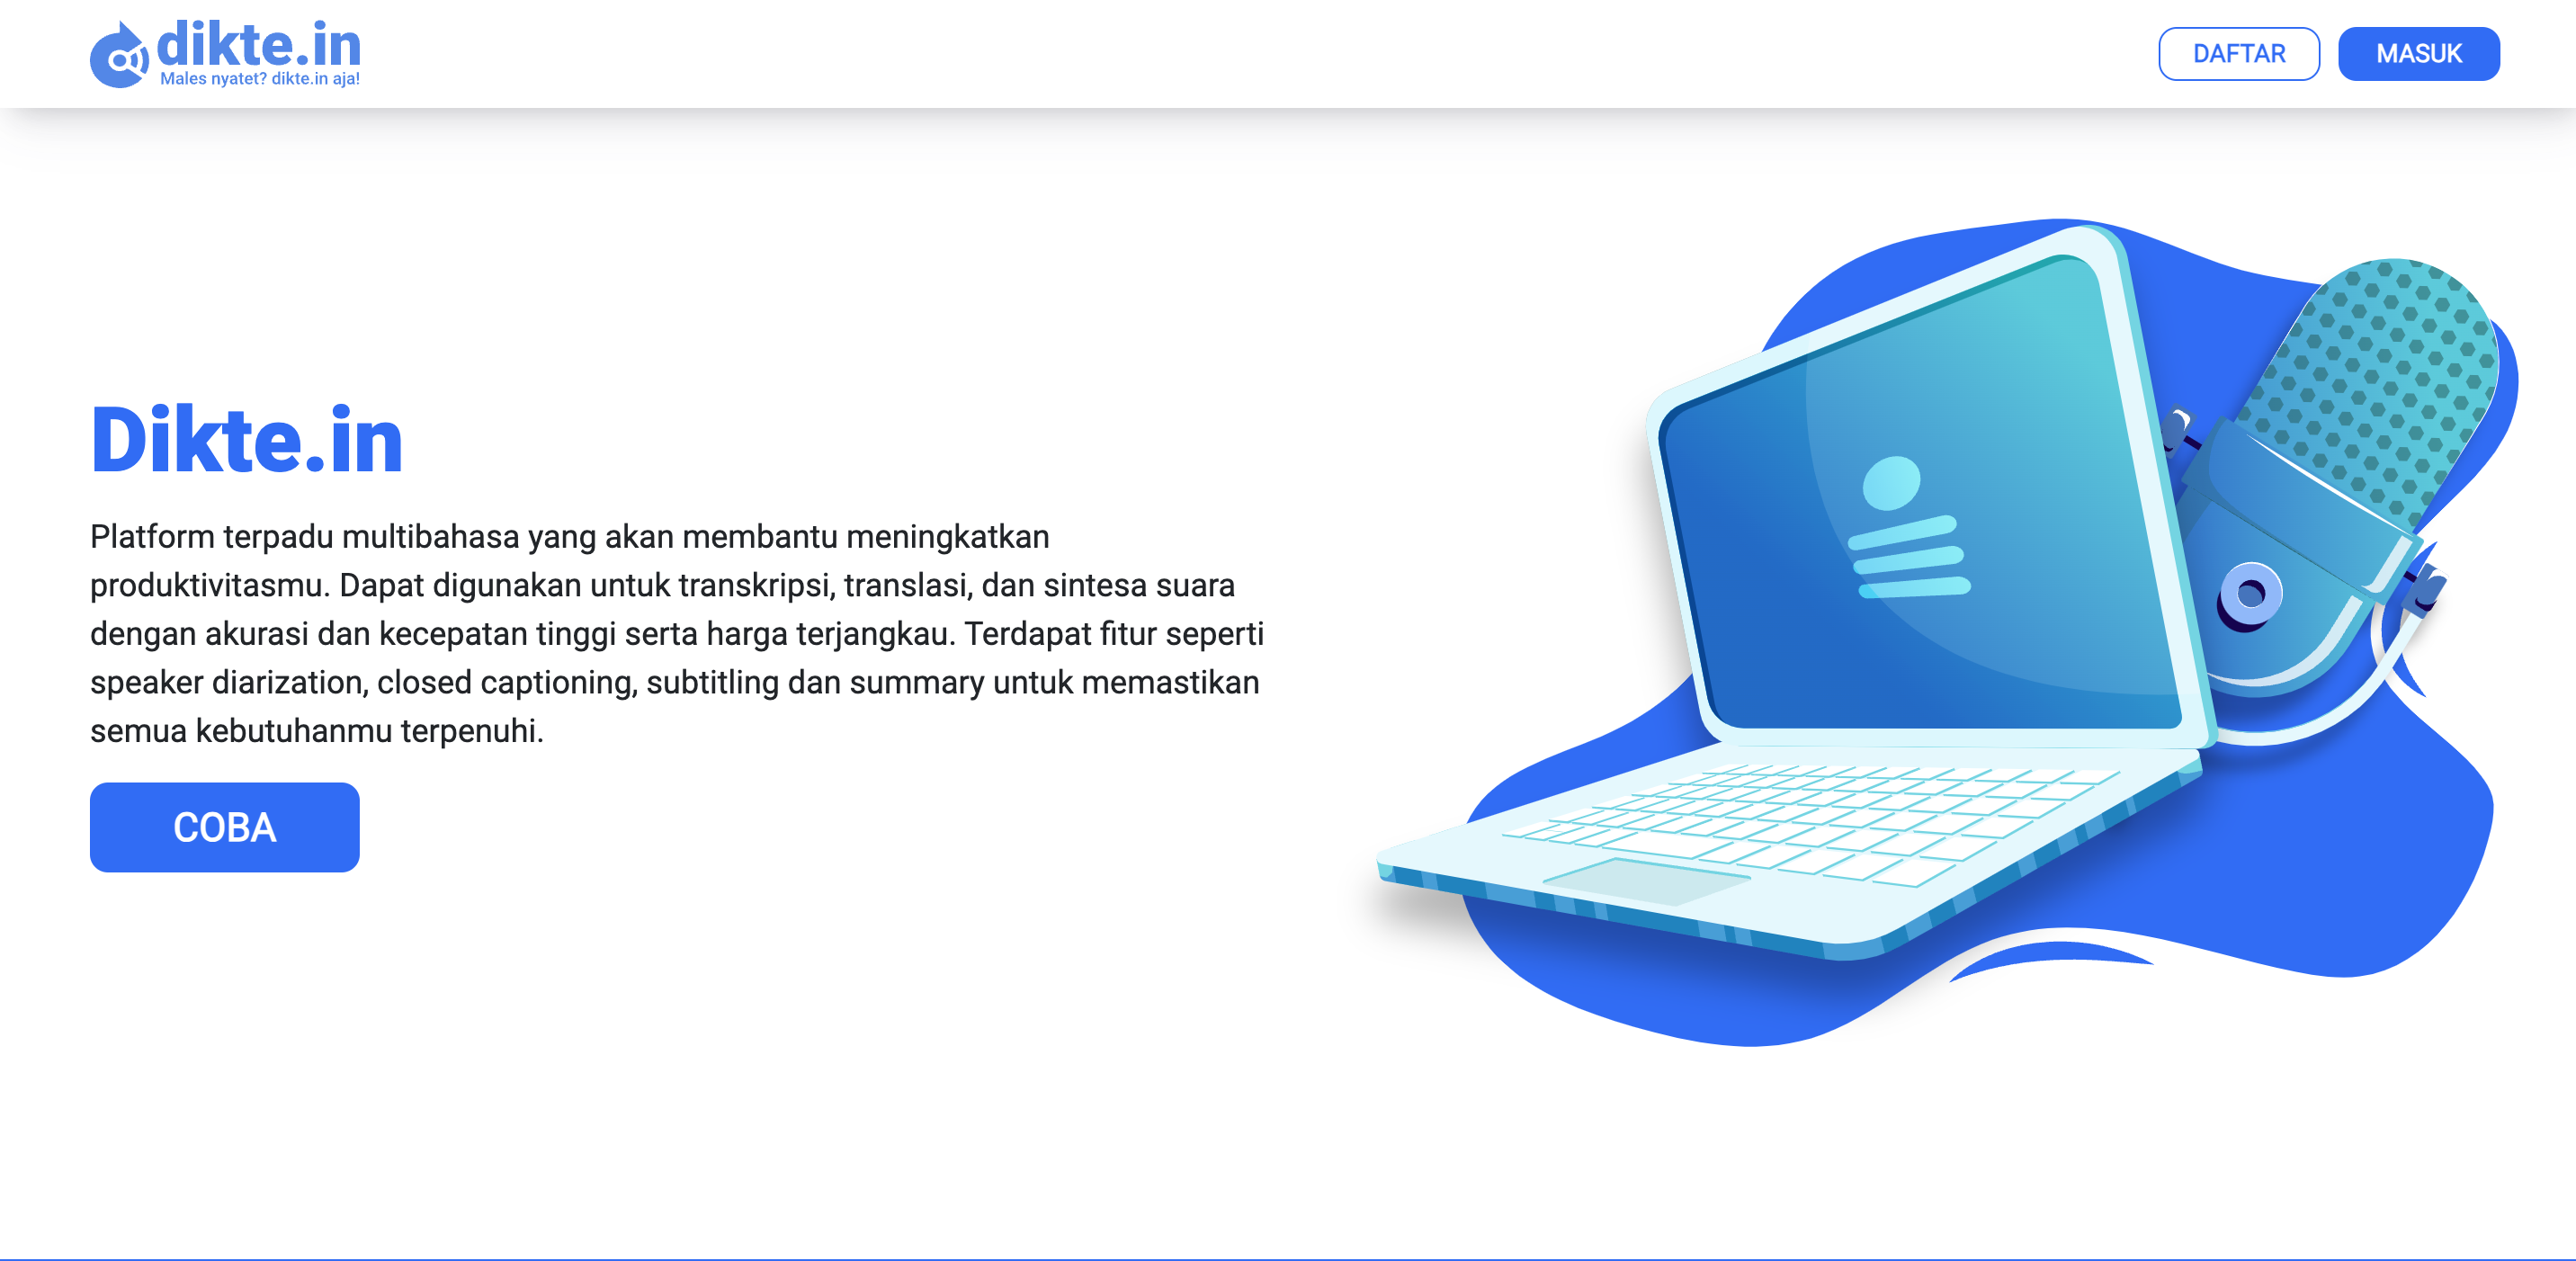 dikte.in
Males nyatet? dikte.in aja!
DAFTAR
MASUK
Dikte.in
Platform terpadu multibahasa yang akan membantu meningkatkan
produktivitasmu. Dapat digunakan untuk transkripsi, translasi, dan sintesa suara
dengan akurasi dan kecepatan tinggi serta harga terjangkau. Terdapat fitur seperti
speaker diarization, closed captioning, subtitling dan summary untuk memastikan
semua kebutuhanmu terpenuhi.
COBA